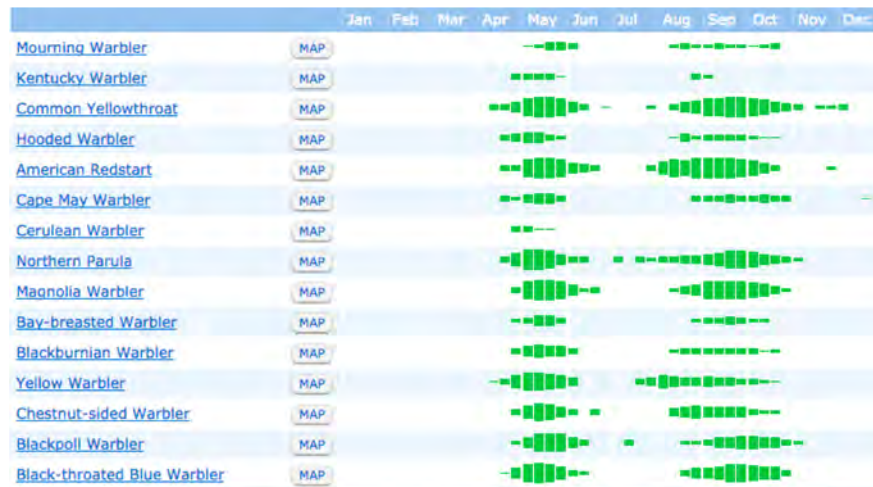 Jan Feb Mar Apr May Jun Jul Aug Sep Oct Nov Dec
Mourning Warbler MAP
Kentucky Warbler MAP
Common Yellowthroat MAP
Hooded Warbler MAP
American Redstart MAP
Cape May Warbler MAP
Cerulean Warbler MAP
Northern Parula MAP
Magnolia Warbler MAP
Bay-breasted Warbler MAP
Blackburnian Warbler MAP
Yellow Warbler MAP
Chestnut-sided Warbler MAP
Blackpoll Warbler MAP
Black-throated Blue Warbler MAP